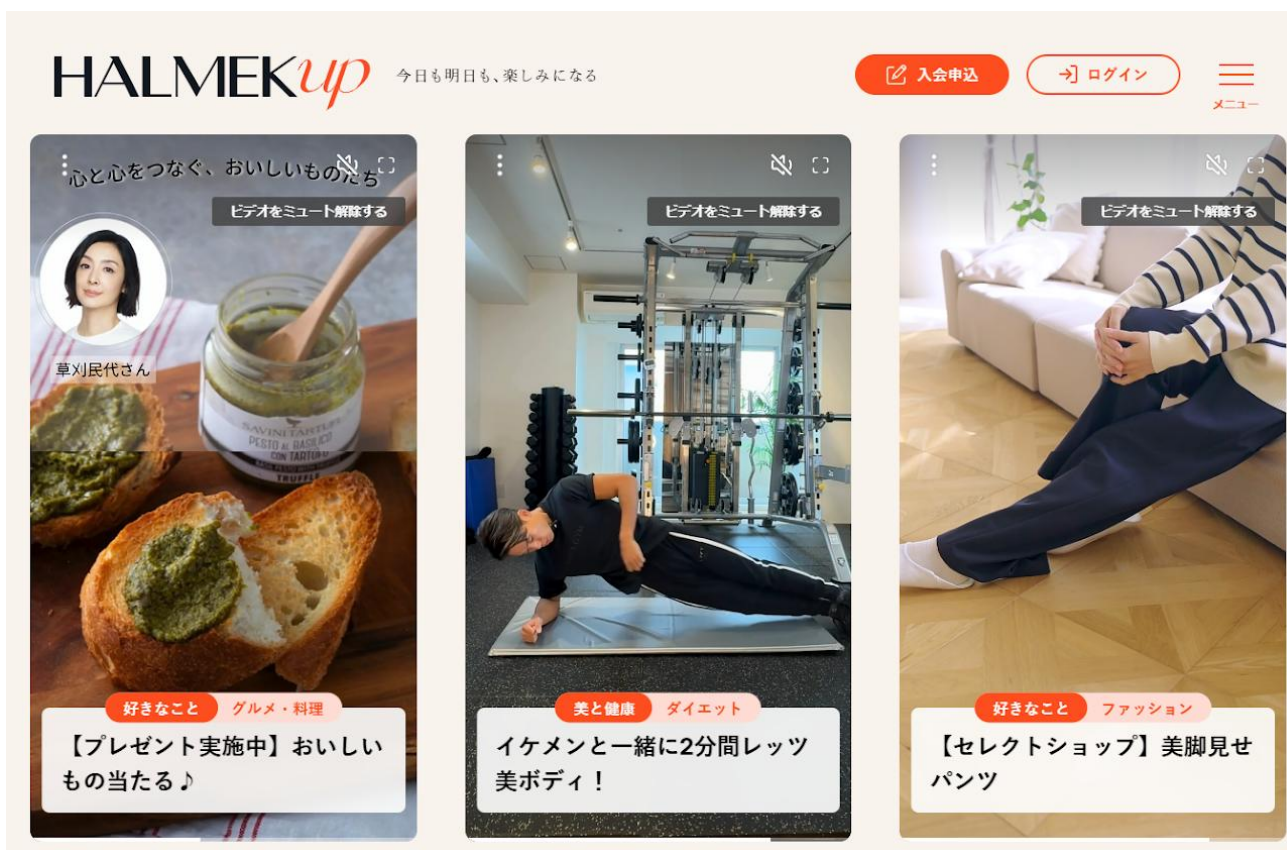 HALMEKup
今日も明日も、楽しみになる
入会申込
ログイン
メニュー
心と心をつなぐ、おいしいものたち
ビデオをミュート解除する
草刈民代さん
SAVINI TARTUFI
PESTO AL BASILICO
CON TARTUFO
TRUFFLE
好きなこと グルメ・料理
【プレゼント実施中】おいしい
もの当たる♪
ビデオをミュート解除する
美と健康 ダイエット
イケメンと一緒に2分間レッツ
美ボディ！
ビデオをミュート解除する
好きなこと ファッション
【セレクトショップ】美脚見せ
パンツ